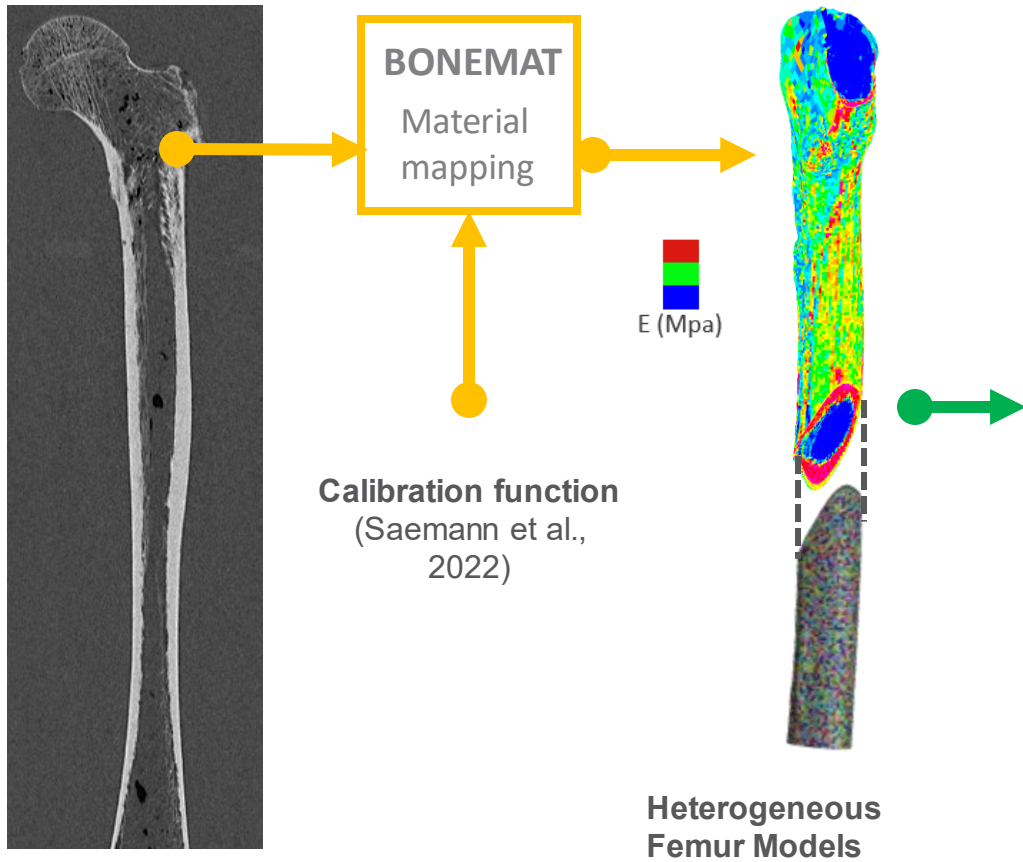 BONEMAT
Material
mapping
E (Mpa)
Calibration function
(Saemann et al.,
2022)
Heterogeneous
Femur Models